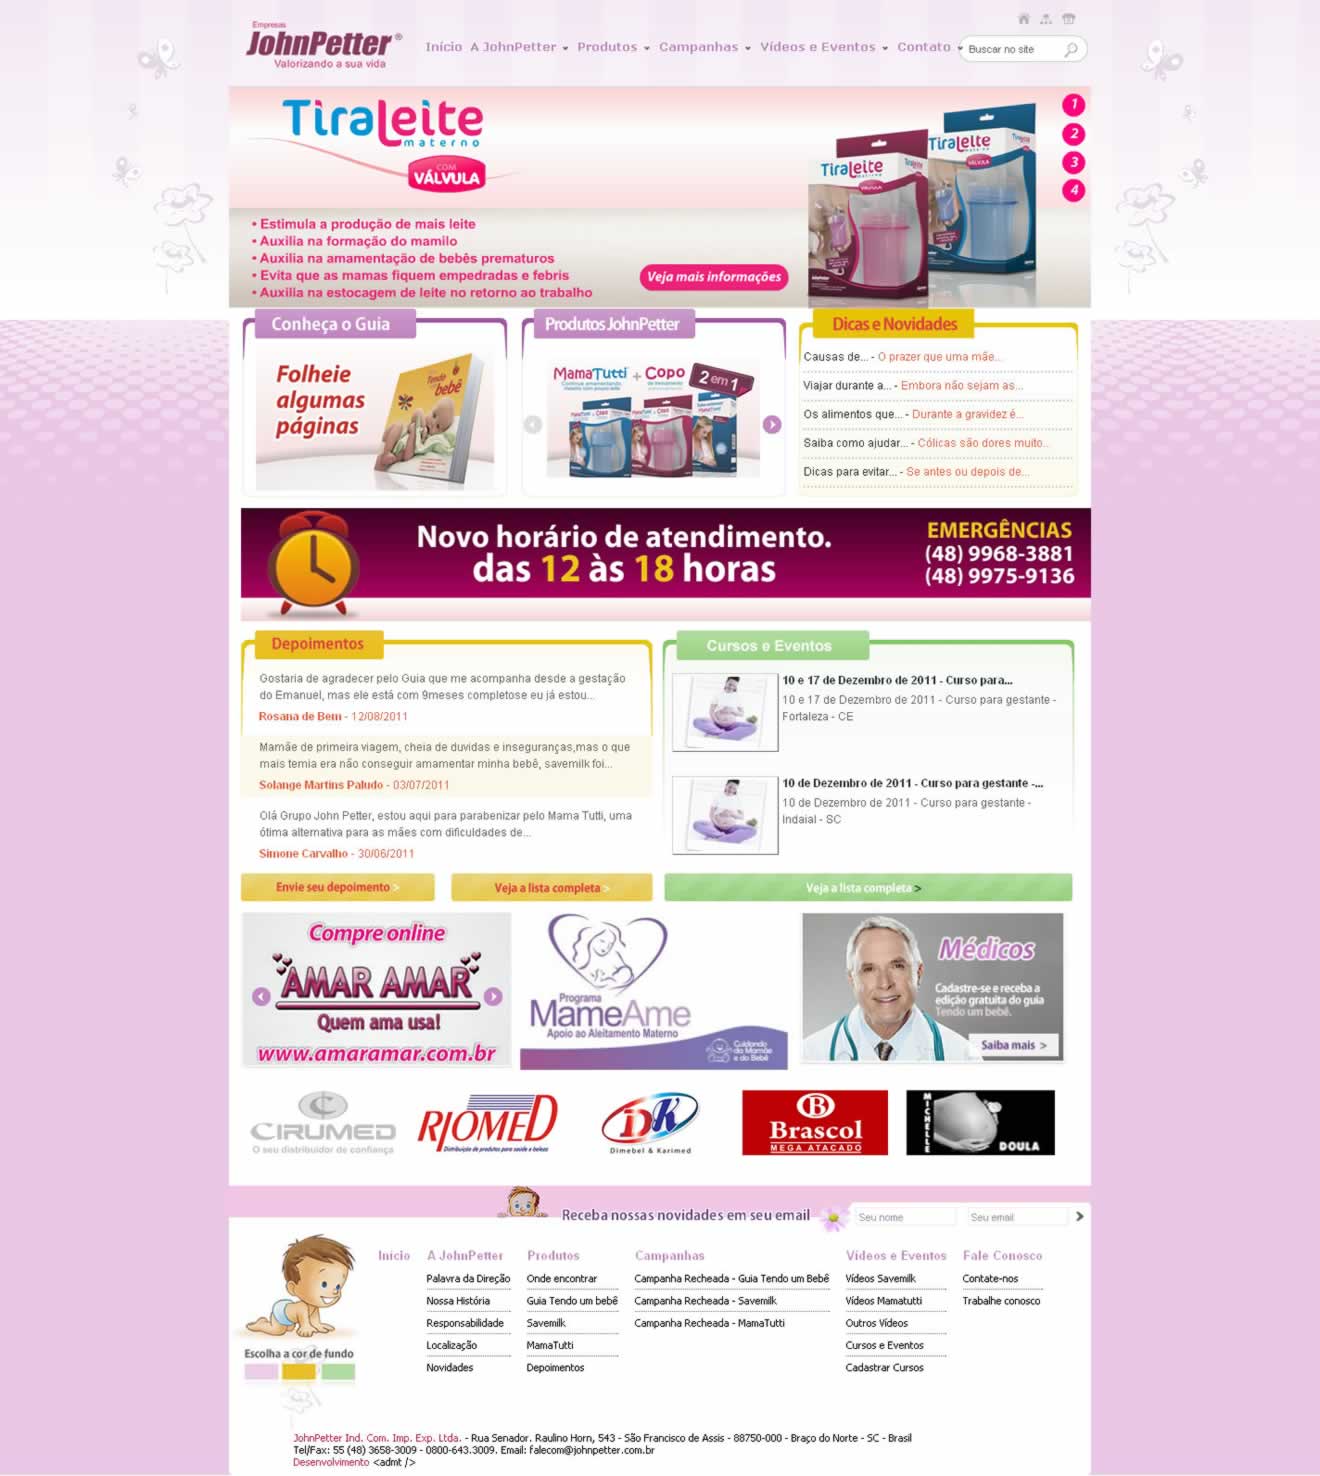 Empresas
JohnPetter®
Valorizando a sua vida
Início A JohnPetter Produtos Campanhas Vídeos e Eventos Contato
Buscar no site
TiraLeite
materno
COM
VÁLVULA
1
2
3
4
• Estimula a produção de mais leite
• Auxilia na formação do mamilo
• Auxilia na amamentação de bebês prematuros
• Evita que as mamas fiquem empedradas e febris
• Auxilia na estocagem de leite no retorno ao trabalho
Veja mais informações
TiraLeite
TiraLeite
Conheça o Guia
Folheie
algumas
páginas
Tendo
um bebê
Produtos JohnPetter
MamaTutti + Copo
2 em 1
Dicas e Novidades
Causas de... - O prazer que uma mãe...
Viajar durante a... - Embora não sejam as...
Os alimentos que... - Durante a gravidez é...
Saiba como ajudar... - Cólicas são dores muito...
Dicas para evitar... - Se antes ou depois de...
Novo horário de atendimento.
das 12 às 18 horas
EMERGÊNCIAS
(48) 9968-3881
(48) 9975-9136
Depoimentos
Gostaria de agradecer pelo Guia que me acompanha desde a gestação
do Emanuel, mas ele está com 9meses completose eu já estou...
Rosana de Bem - 12/08/2011
Mamãe de primeira viagem, cheia de duvidas e inseguranças,mas o que
mais temia era não conseguir amamentar minha bebê, savemilk foi...
Solange Martins Paludo - 03/07/2011
Olá Grupo John Petter, estou aqui para parabenizar pelo Mama Tutti, uma
ótima alternativa para as mães com dificuldades de...
Simone Carvalho - 30/06/2011
Envie seu depoimento >
Veja a lista completa >
Cursos e Eventos
10 e 17 de Dezembro de 2011 - Curso para...
10 e 17 de Dezembro de 2011 - Curso para gestante -
Fortaleza - CE
10 de Dezembro de 2011 - Curso para gestante -...
10 de Dezembro de 2011 - Curso para gestante -
Indaial - SC
Veja a lista completa >
Compre online
AMAR AMAR
Quem ama usa!
www.amaramar.com.br
Programa
MameAme
Apoio ao Aleitamento Materno
Cuidando
da Mamãe
e do Bebê
Médicos
Cadastre-se e receba a
edição gratuita do guia
Tendo um bebê.
Saiba mais >
CIRUMED
O seu distribuidor de confiança
RIOMED
Distribuição de produtos para saúde e beleza
DK
Dimebel & Karimed
B
Brascol
MEGA ATACADO
MICHELLE
DOULA
Receba nossas novidades em seu email
Seu nome
Seu email
Início
A JohnPetter
Palavra da Direção
Nossa História
Responsabilidade
Localização
Novidades
Produtos
Onde encontrar
Guia Tendo um bebê
Savemilk
MamaTutti
Depoimentos
Campanhas
Campanha Recheada - Guia Tendo um Bebê
Campanha Recheada - Savemilk
Campanha Recheada - MamaTutti
Vídeos e Eventos
Vídeos Savemilk
Vídeos Mamatutti
Outros Vídeos
Cursos e Eventos
Cadastrar Cursos
Fale Conosco
Contate-nos
Trabalhe conosco
Escolha a cor de fundo
JohnPetter Ind. Com. Imp. Exp. Ltda. - Rua Senador. Raulino Horn, 543 - São Francisco de Assis - 88750-000 - Braço do Norte - SC - Brasil
Tel/Fax: 55 (48) 3658-3009 - 0800-643.3009. Email: falecom@johnpetter.com.br
Desenvolvimento <admt />